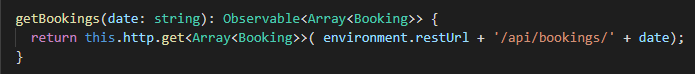 getBookings(date: string): Observable<Array<Booking>> {
  return this.http.get<Array<Booking>>( environment.restUrl + '/api/bookings/' + date);
}